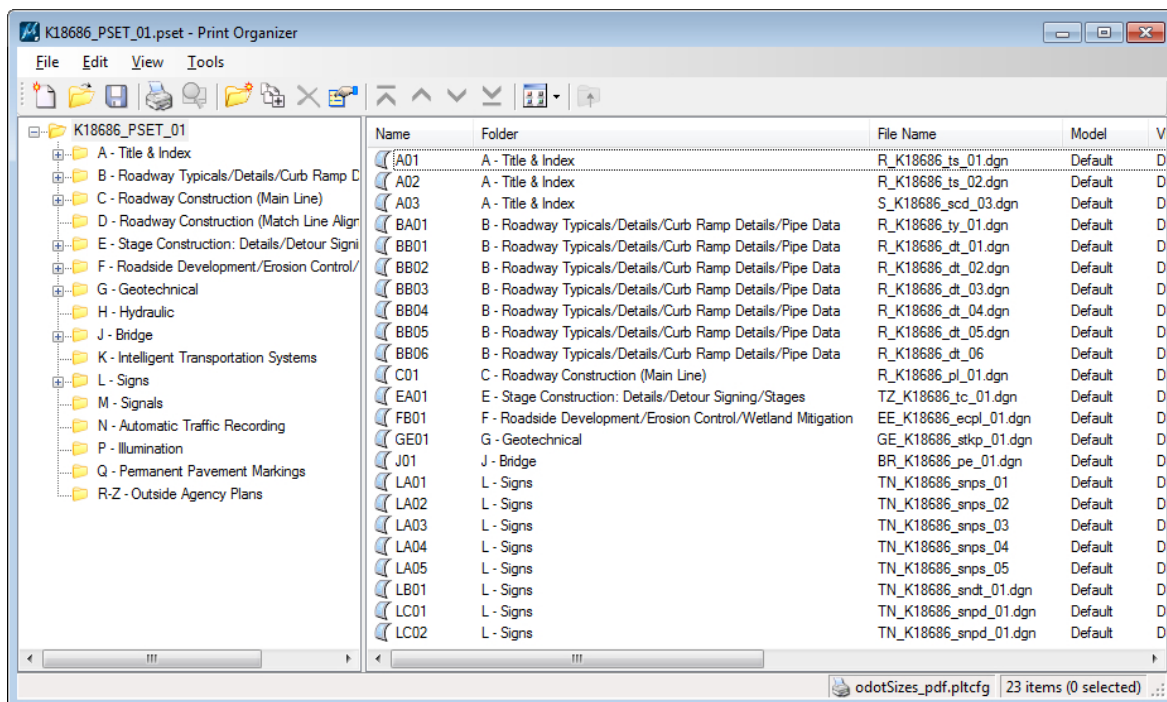 K18686_PSET_01.pset - Print Organizer
File Edit View Tools
K18686_PSET_01
A - Title & Index
B - Roadway Typicals/Details/Curb Ramp D
C - Roadway Construction (Main Line)
D - Roadway Construction (Match Line Align
E - Stage Construction: Details/Detour Signi
F - Roadside Development/Erosion Control/
G - Geotechnical
H - Hydraulic
J - Bridge
K - Intelligent Transportation Systems
L - Signs
M - Signals
N - Automatic Traffic Recording
P - Illumination
Q - Permanent Pavement Markings
R-Z - Outside Agency Plans
Name Folder File Name Model V
A01 A - Title & Index R_K18686_ts_01.dgn Default D
A02 A - Title & Index R_K18686_ts_02.dgn Default D
A03 A - Title & Index S_K18686_scd_03.dgn Default D
BA01 B - Roadway Typicals/Details/Curb Ramp Details/Pipe Data R_K18686_ty_01.dgn Default D
BB01 B - Roadway Typicals/Details/Curb Ramp Details/Pipe Data R_K18686_dt_01.dgn Default D
BB02 B - Roadway Typicals/Details/Curb Ramp Details/Pipe Data R_K18686_dt_02.dgn Default D
BB03 B - Roadway Typicals/Details/Curb Ramp Details/Pipe Data R_K18686_dt_03.dgn Default D
BB04 B - Roadway Typicals/Details/Curb Ramp Details/Pipe Data R_K18686_dt_04.dgn Default D
BB05 B - Roadway Typicals/Details/Curb Ramp Details/Pipe Data R_K18686_dt_05.dgn Default D
BB06 B - Roadway Typicals/Details/Curb Ramp Details/Pipe Data R_K18686_dt_06 Default D
C01 C - Roadway Construction (Main Line) R_K18686_pl_01.dgn Default D
EA01 E - Stage Construction: Details/Detour Signing/Stages TZ_K18686_tc_01.dgn Default D
FB01 F - Roadside Development/Erosion Control/Wetland Mitigation EE_K18686_ecpl_01.dgn Default D
GE01 G - Geotechnical GE_K18686_stkp_01.dgn Default D
J01 J - Bridge BR_K18686_pe_01.dgn Default D
LA01 L - Signs TN_K18686_snps_01 Default D
LA02 L - Signs TN_K18686_snps_02 Default D
LA03 L - Signs TN_K18686_snps_03 Default D
LA04 L - Signs TN_K18686_snps_04 Default D
LA05 L - Signs TN_K18686_snps_05 Default D
LB01 L - Signs TN_K18686_sndt_01.dgn Default D
LC01 L - Signs TN_K18686_snpd_01.dgn Default D
LC02 L - Signs TN_K18686_snpd_01.dgn Default D
odotSizes_pdf.pltcfg 23 items (0 selected)